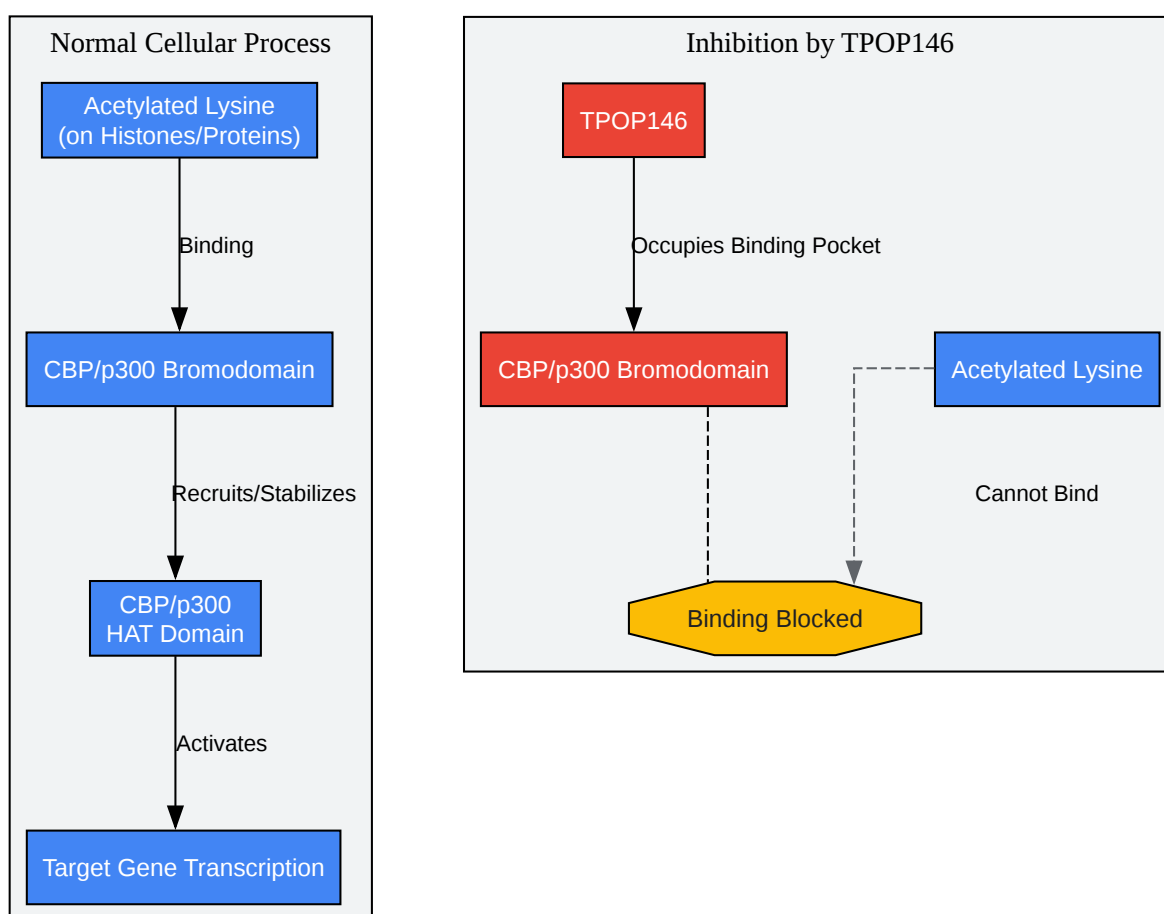 Normal Cellular Process
Acetylated Lysine
(on Histones/Proteins)
Binding
CBP/p300 Bromodomain
Recruits/Stabilizes
CBP/p300
HAT Domain
Activates
Target Gene Transcription
Inhibition by TPOP146
TPOP146
Occupies Binding Pocket
CBP/p300 Bromodomain
Acetylated Lysine
Cannot Bind
Binding Blocked